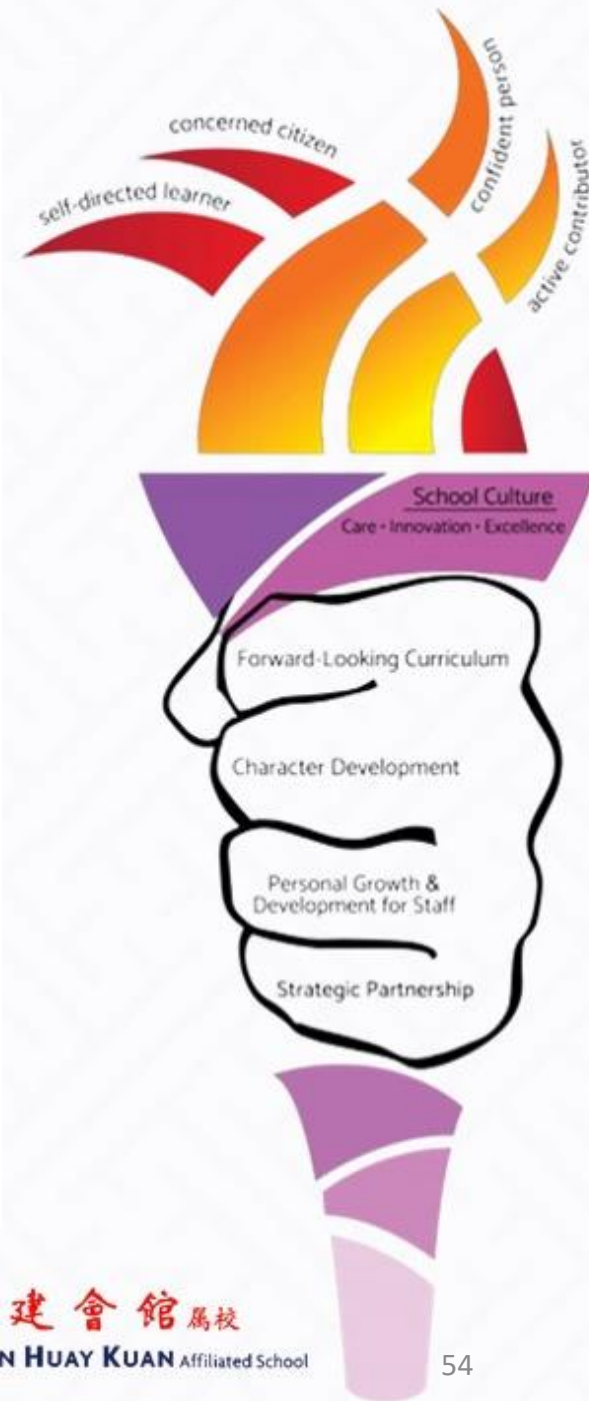 concerned citizen
self-directed learner
confident person
active contributor
School Culture
Care • Innovation • Excellence
Forward-Looking Curriculum
Character Development
Personal Growth &
Development for Staff
Strategic Partnership
建 會 館 属校
N HUAY KUAN Affiliated School
54